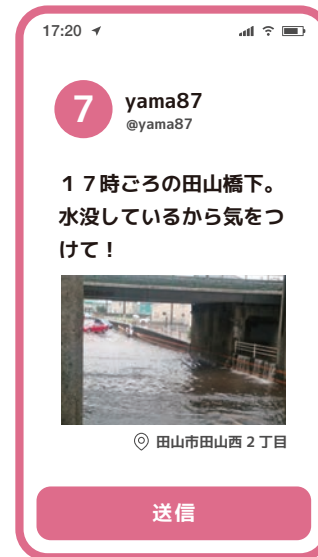 17:20
7
yama87
@yama87
１７時ごろの田山橋下。
水没しているから気をつ
けて！
田山市田山西２丁目
送信